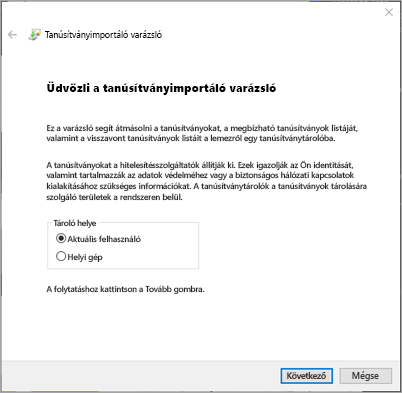 Tanúsítványimportáló varázsló
Üdvözli a tanúsítványimportáló varázsló
Ez a varázsló segít átmásolni a tanúsítványokat, a megbízható tanúsítványok listáját,
valamint a visszavont tanúsítványok listáit a lemezről egy tanúsítványtárolóba.
A tanúsítványokat a hitelesítésszolgáltatók állítják ki. Ezek igazolják az Ön identitását,
valamint tartalmazzák az adatok védelméhez vagy a biztonságos hálózati kapcsolatok
kialakításához szükséges információkat. A tanúsítványtárolók a tanúsítványok tárolására
szolgáló területek a rendszeren belül.
Tároló helye
Aktuális felhasználó
Helyi gép
A folytatáshoz kattintson a Tovább gombra.
Következő
Mégse